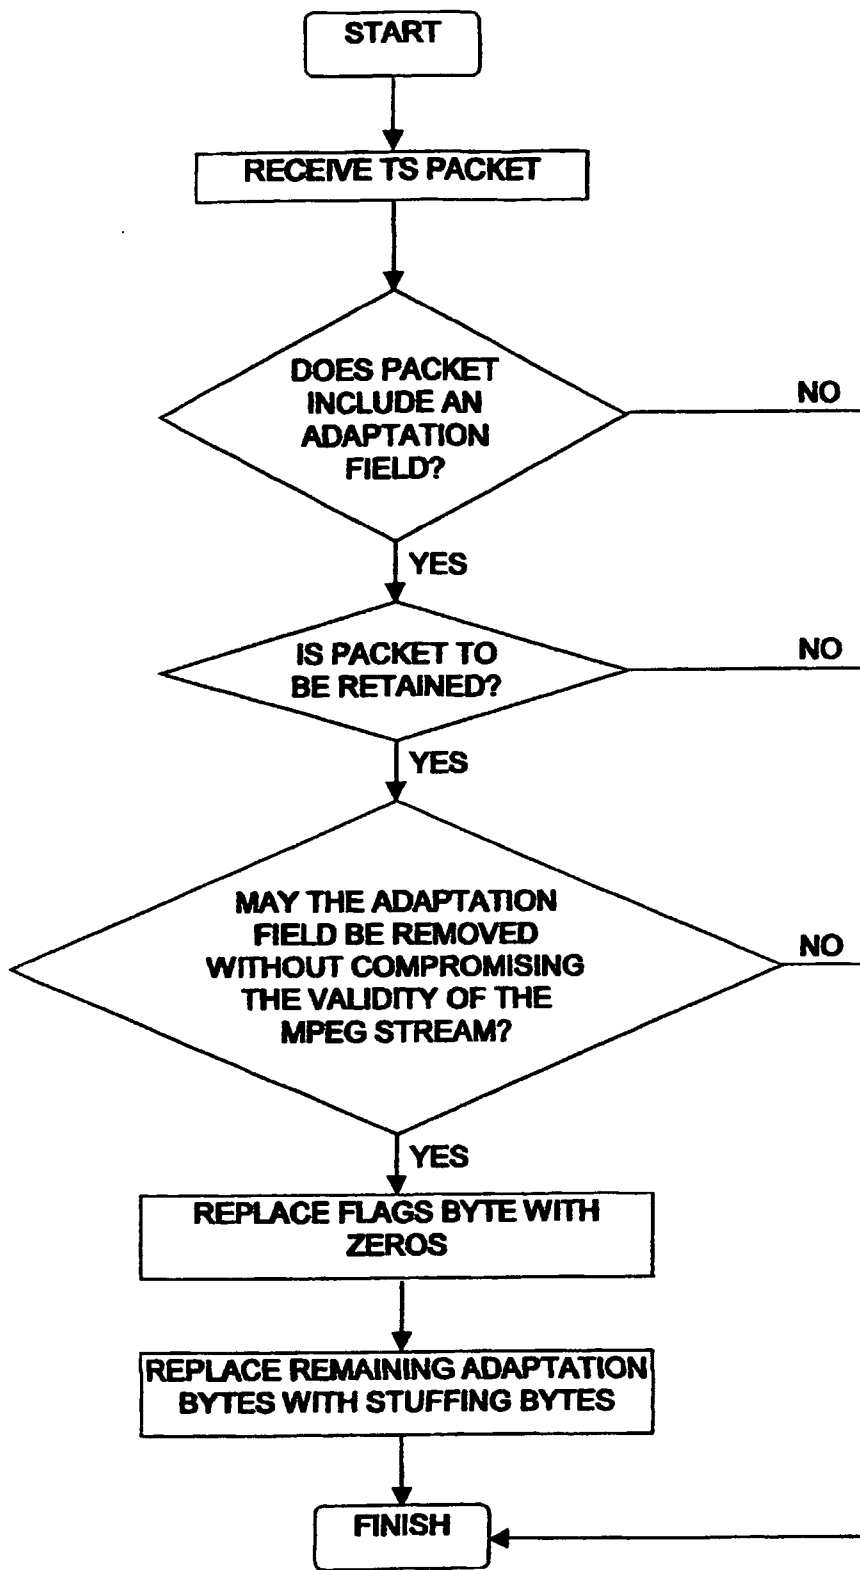 START
RECEIVE TS PACKET
DOES PACKET
INCLUDE AN
ADAPTATION
FIELD?
NO
YES
IS PACKET TO
BE RETAINED?
NO
YES
MAY THE ADAPTATION
FIELD BE REMOVED
WITHOUT COMPROMISING
THE VALIDITY OF THE
MPEG STREAM?
NO
YES
REPLACE FLAGS BYTE WITH
ZEROS
REPLACE REMAINING ADAPTATION
BYTES WITH STUFFING BYTES
FINISH